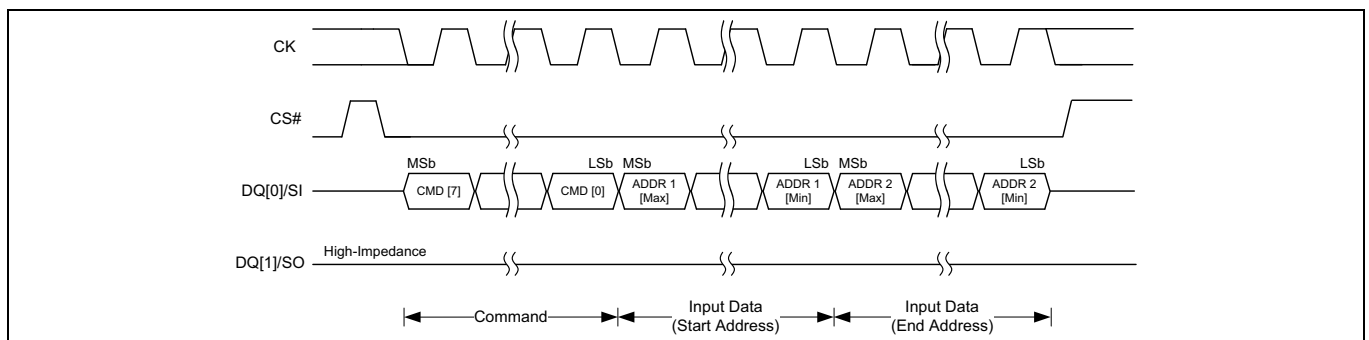 CK
CS#
MSb LSb MSb LSb MSb LSb
DQ[0]/SI CMD [7] CMD [0] ADDR 1 [Max] ADDR 1 [Min] ADDR 2 [Max] ADDR 2 [Min]
High-Impedance
DQ[1]/SO
Command
Input Data
(Start Address)
Input Data
(End Address)